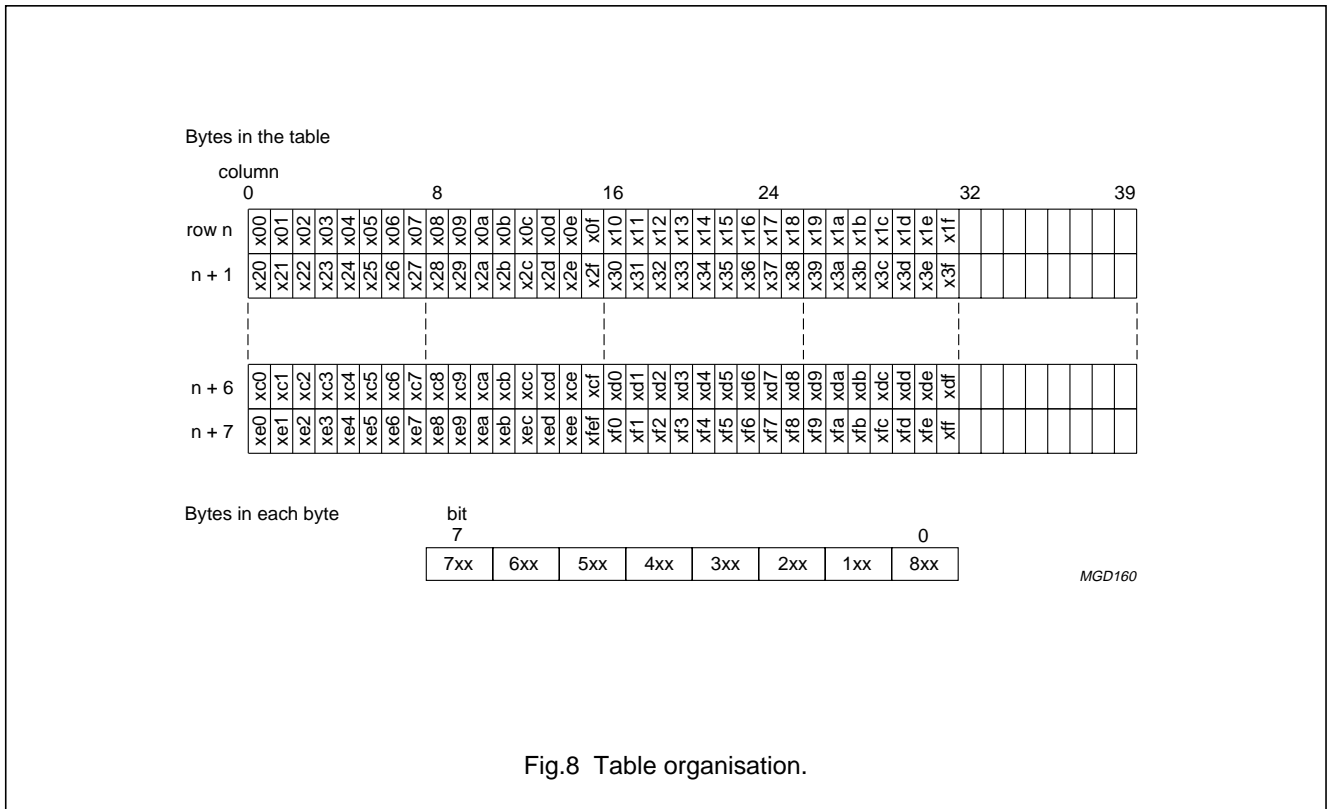 Bytes in the table
column
0 8 16 24 32 39
row n x00 x01 x02 x03 x04 x05 x06 x07 x08 x09 x0a x0b x0c x0d x0e x0f x10 x11 x12 x13 x14 x15 x16 x17 x18 x19 x1a x1b x1c x1d x1e x1f
n + 1 x20 x21 x22 x23 x24 x25 x26 x27 x28 x29 x2a x2b x2c x2d x2e x2f x30 x31 x32 x33 x34 x35 x36 x37 x38 x39 x3a x3b x3c x3d x3e x3f
n + 6 xc0 xc1 xc2 xc3 xc4 xc5 xc6 xc7 xc8 xc9 xca xcb xcc xcd xce xcf xd0 xd1 xd2 xd3 xd4 xd5 xd6 xd7 xd8 xd9 xda xdb xdc xdd xde xdf
n + 7 xe0 xe1 xe2 xe3 xe4 xe5 xe6 xe7 xe8 xe9 xea xeb xec xed xee xfef xf0 xf1 xf2 xf3 xf4 xf5 xf6 xf7 xf8 xf9 xfa xfb xfc xfd xfe xff
Bytes in each byte bit
7 0
7xx 6xx 5xx 4xx 3xx 2xx 1xx 8xx
MGD160
Fig.8 Table organisation.